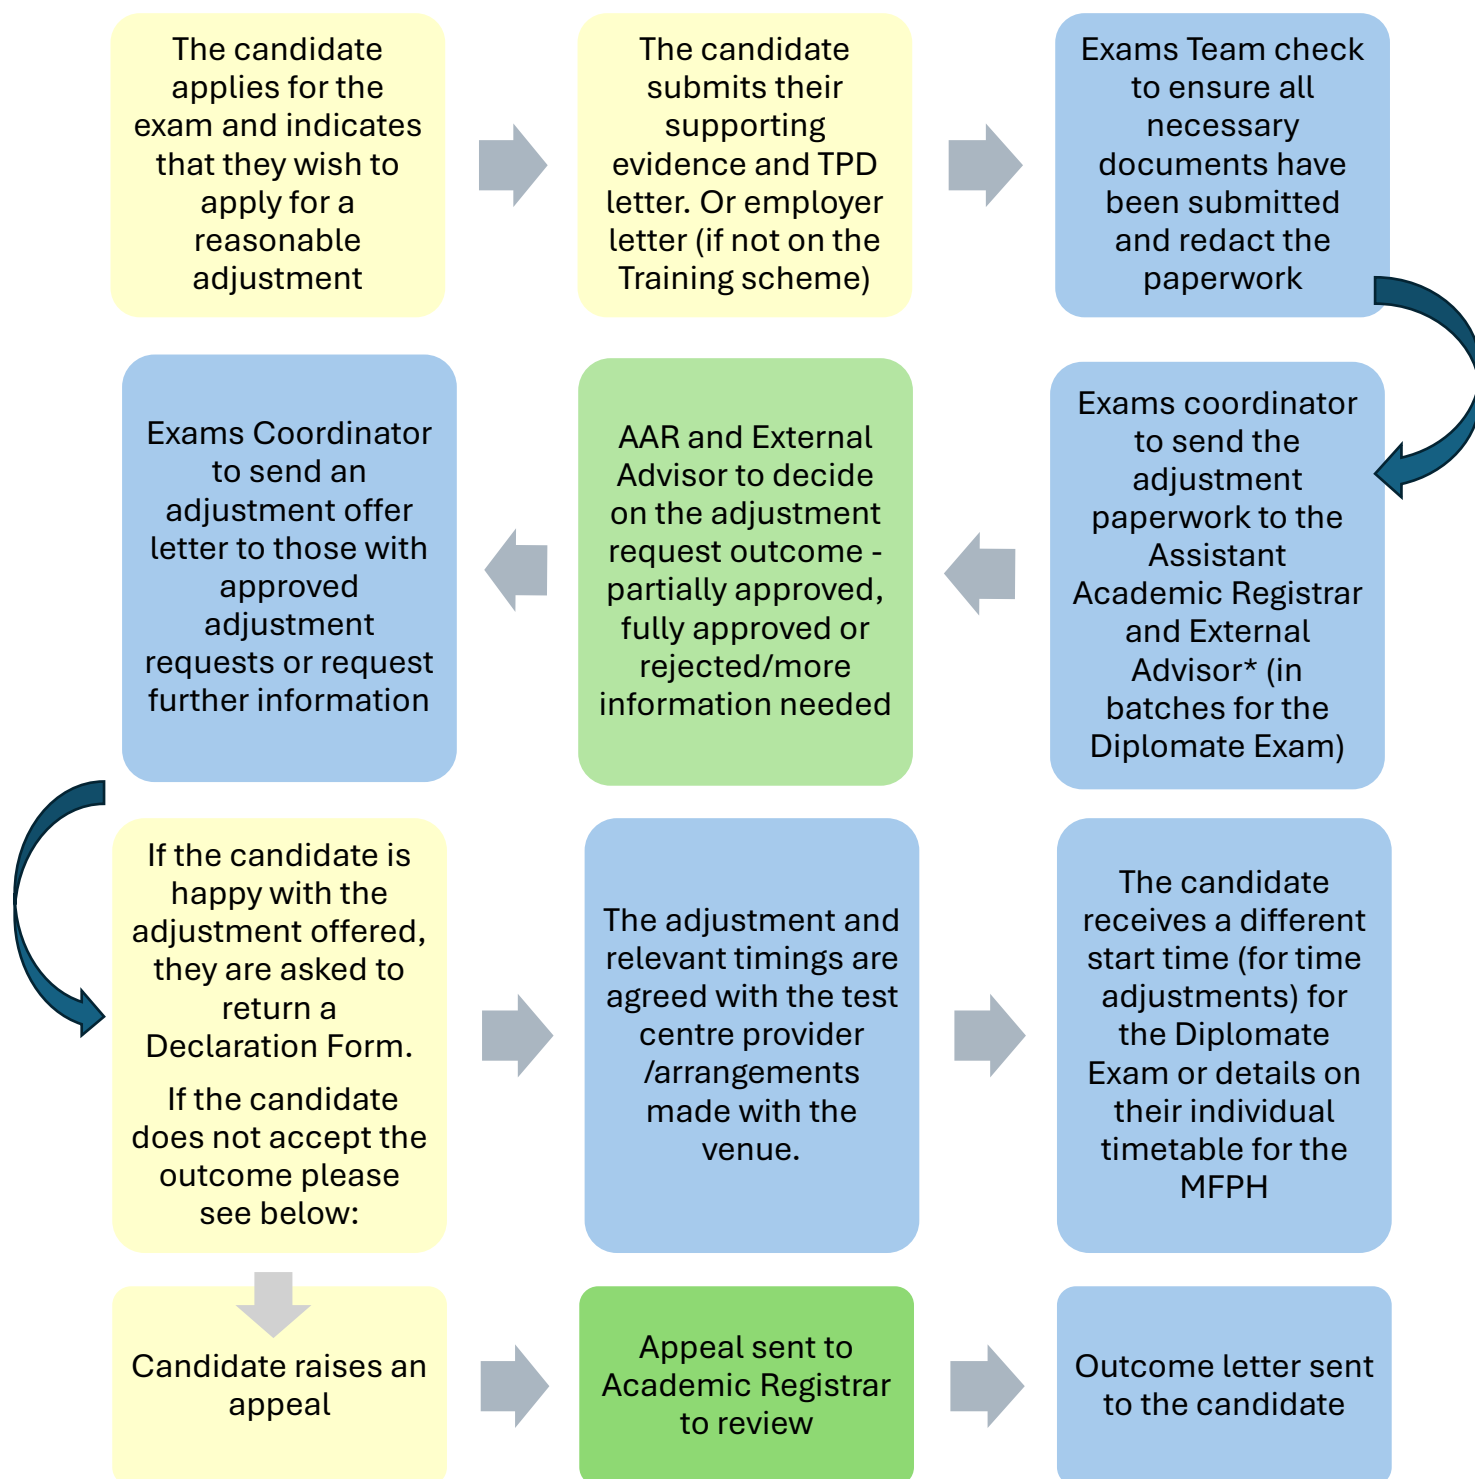 The candidate
applies for the
exam and indicates
that they wish to
apply for a
reasonable
adjustment
The candidate
submits their
supporting
evidence and TPD
letter. Or employer
letter (if not on the
Training scheme)
Exams Team check
to ensure all
necessary
documents have
been submitted
and redact the
paperwork
Exams coordinator
to send the
adjustment
paperwork to the
Assistant
Academic Registrar
and External
Advisor* (in
batches for the
Diplomate Exam)
AAR and External
Advisor to decide
on the adjustment
request outcome -
partially approved,
fully approved or
rejected/more
information needed
Exams Coordinator
to send an
adjustment offer
letter to those with
approved
adjustment
requests or request
further information
If the candidate is
happy with the
adjustment offered,
they are asked to
return a
Declaration Form.
If the candidate
does not accept the
outcome please
see below:
The adjustment and
relevant timings are
agreed with the test
centre provider
/arrangements
made with the
venue.
The candidate
receives a different
start time (for time
adjustments) for
the Diplomate
Exam or details on
their individual
timetable for the
MFPH
Candidate raises an
appeal
Appeal sent to
Academic Registrar
to review
Outcome letter sent
to the candidate